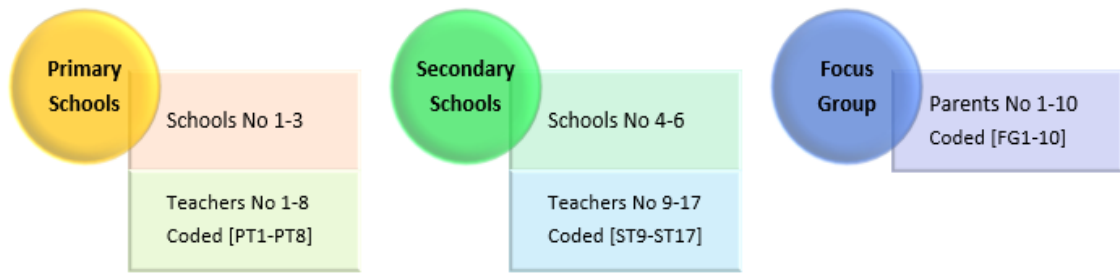 Primary
Schools
Schools No 1-3
Teachers No 1-8
Coded [PT1-PT8]
Secondary
Schools
Schools No 4-6
Teachers No 9-17
Coded [ST9-ST17]
Focus
Group
Parents No 1-10
Coded [FG1-10]